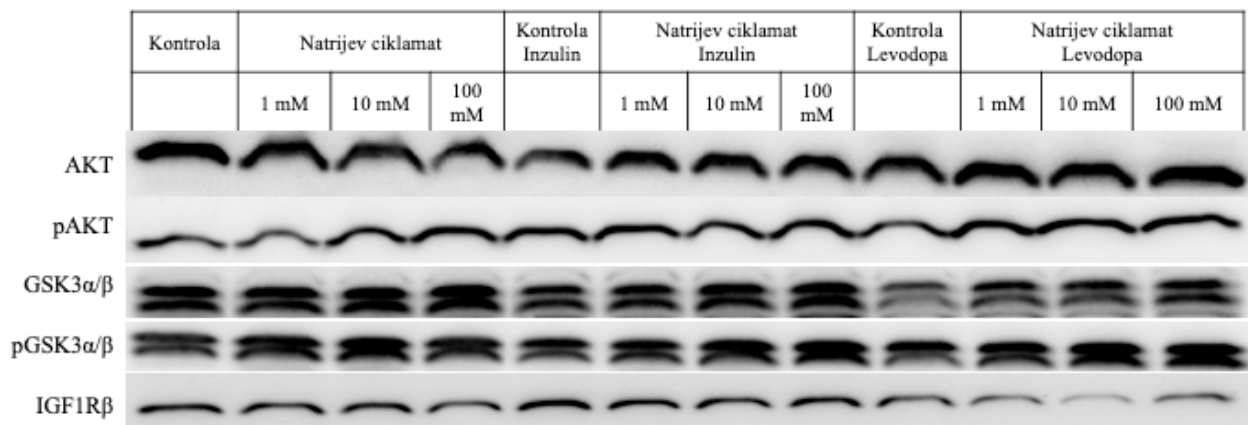 Kontrola
Natrijev ciklamat
Kontrola
Inzulin
Natrijev ciklamat
Inzulin
Kontrola
Levodopa
Natrijev ciklamat
Levodopa
1 mM
10 mM
100
mM
1 mM
10 mM
100
mM
1 mM
10 mM
100 mM
AKT
pAKT
GSK3α/β
pGSK3α/β
IGF1Rβ